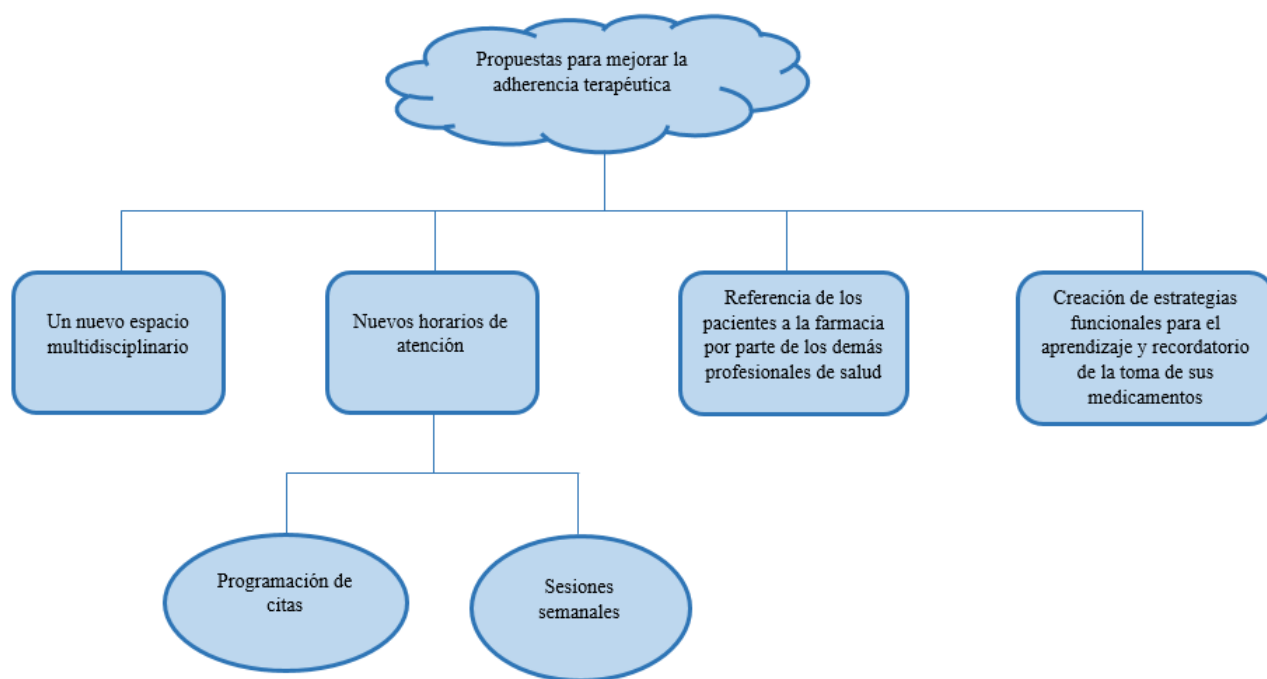 Propuestas para mejorar la
adherencia terapéutica
Un nuevo espacio
multidisciplinario
Nuevos horarios de
atención
Referencia de los
pacientes a la farmacia
por parte de los demás
profesionales de salud
Creación de estrategias
funcionales para el
aprendizaje y recordatorio
de la toma de sus
medicamentos
Programación de
citas
Sesiones
semanales